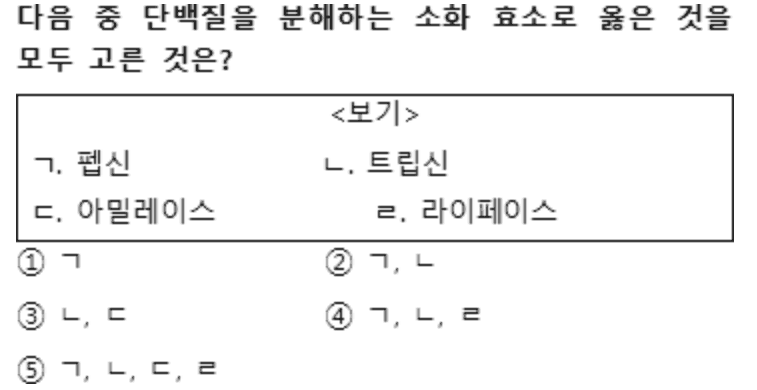 다음 중 단백질을 분해하는 소화 효소로 옳은 것을
모두 고른 것은?
<보기>
ㄱ. 펩신 ㄴ. 트립신
ㄷ. 아밀레이스 ㄹ. 라이페이스
① ㄱ ② ㄱ, ㄴ
③ ㄴ, ㄷ ④ ㄱ, ㄴ, ㄹ
⑤ ㄱ, ㄴ, ㄷ, ㄹ